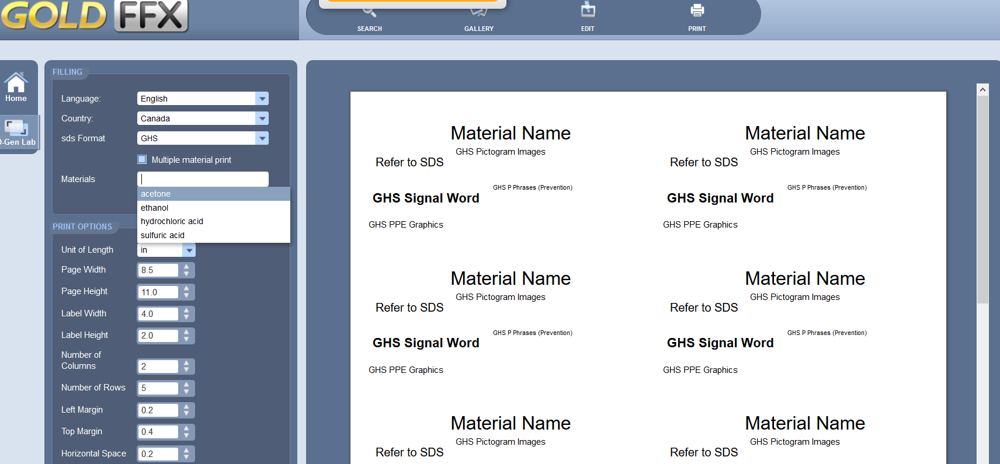 GOLD FFX
SEARCH
GALLERY
EDIT
PRINT
Home
-Gen Lab
FILLING
Language:
English
Country:
Canada
sds Format
GHS
Multiple material print
Materials
acetone
ethanol
hydrochloric acid
sulfuric acid
PRINT OPTIONS
Unit of Length
in
Page Width
8.5
Page Height
11.0
Label Width
4.0
Label Height
2.0
Number of
Columns
2
Number of Rows
5
Left Margin
0.2
Top Margin
0.4
Horizontal Space
0.2
Material Name
GHS Pictogram Images
Refer to SDS
GHS P Phrases (Prevention)
GHS Signal Word
GHS PPE Graphics
Material Name
GHS Pictogram Images
Refer to SDS
GHS P Phrases (Prevention)
GHS Signal Word
GHS PPE Graphics
Material Name
GHS Pictogram Images
Refer to SDS
GHS P Phrases (Prevention)
GHS Signal Word
GHS PPE Graphics
Material Name
GHS Pictogram Images
Refer to SDS
GHS P Phrases (Prevention)
GHS Signal Word
GHS PPE Graphics
Material Name
GHS Pictogram Images
Refer to SDS
Material Name
GHS Pictogram Images
Refer to SDS